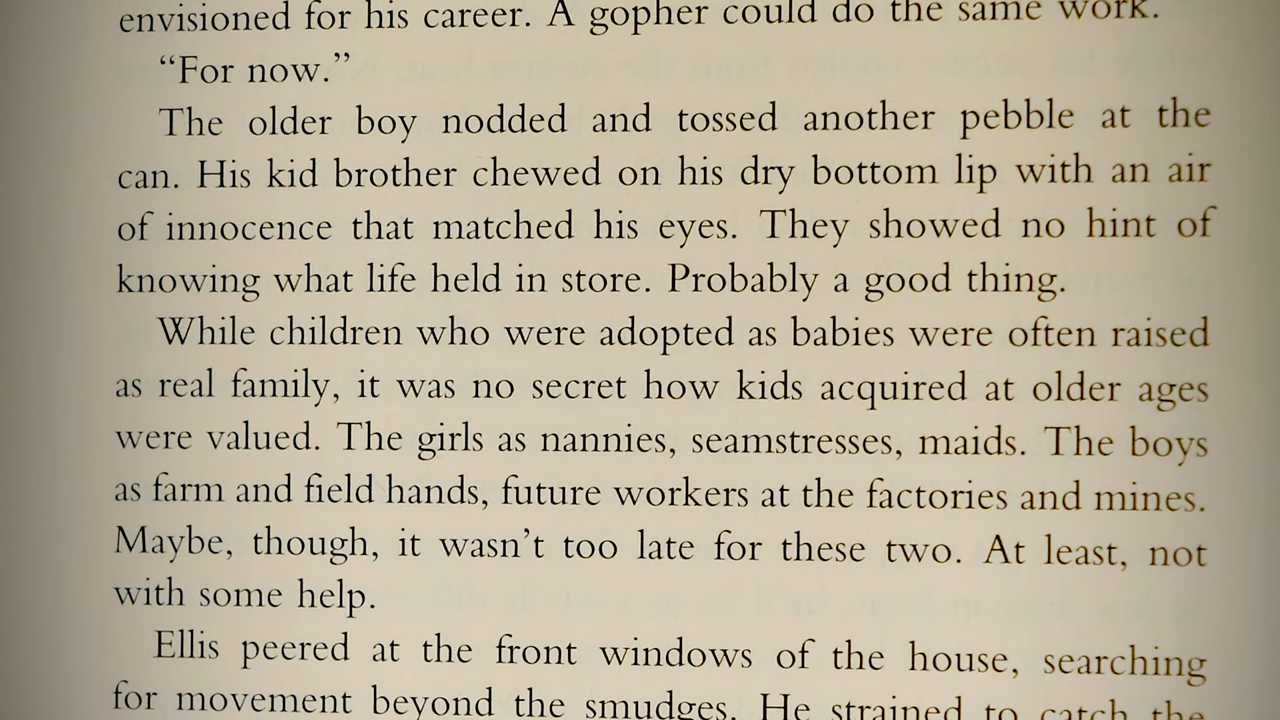 envisioned for his career. A gopher could do the same work.
“For now.”
The older boy nodded and tossed another pebble at the
can. His kid brother chewed on his dry bottom lip with an air
of innocence that matched his eyes. They showed no hint of
knowing what life held in store. Probably a good thing.
While children who were adopted as babies were often raised
as real family, it was no secret how kids acquired at older ages
were valued. The girls as nannies, seamstresses, maids. The boys
as farm and field hands, future workers at the factories and mines.
Maybe, though, it wasn’t too late for these two. At least, not
with some help.
Ellis peered at the front windows of the house, searching
for movement beyond the smudges. He strained to catch the